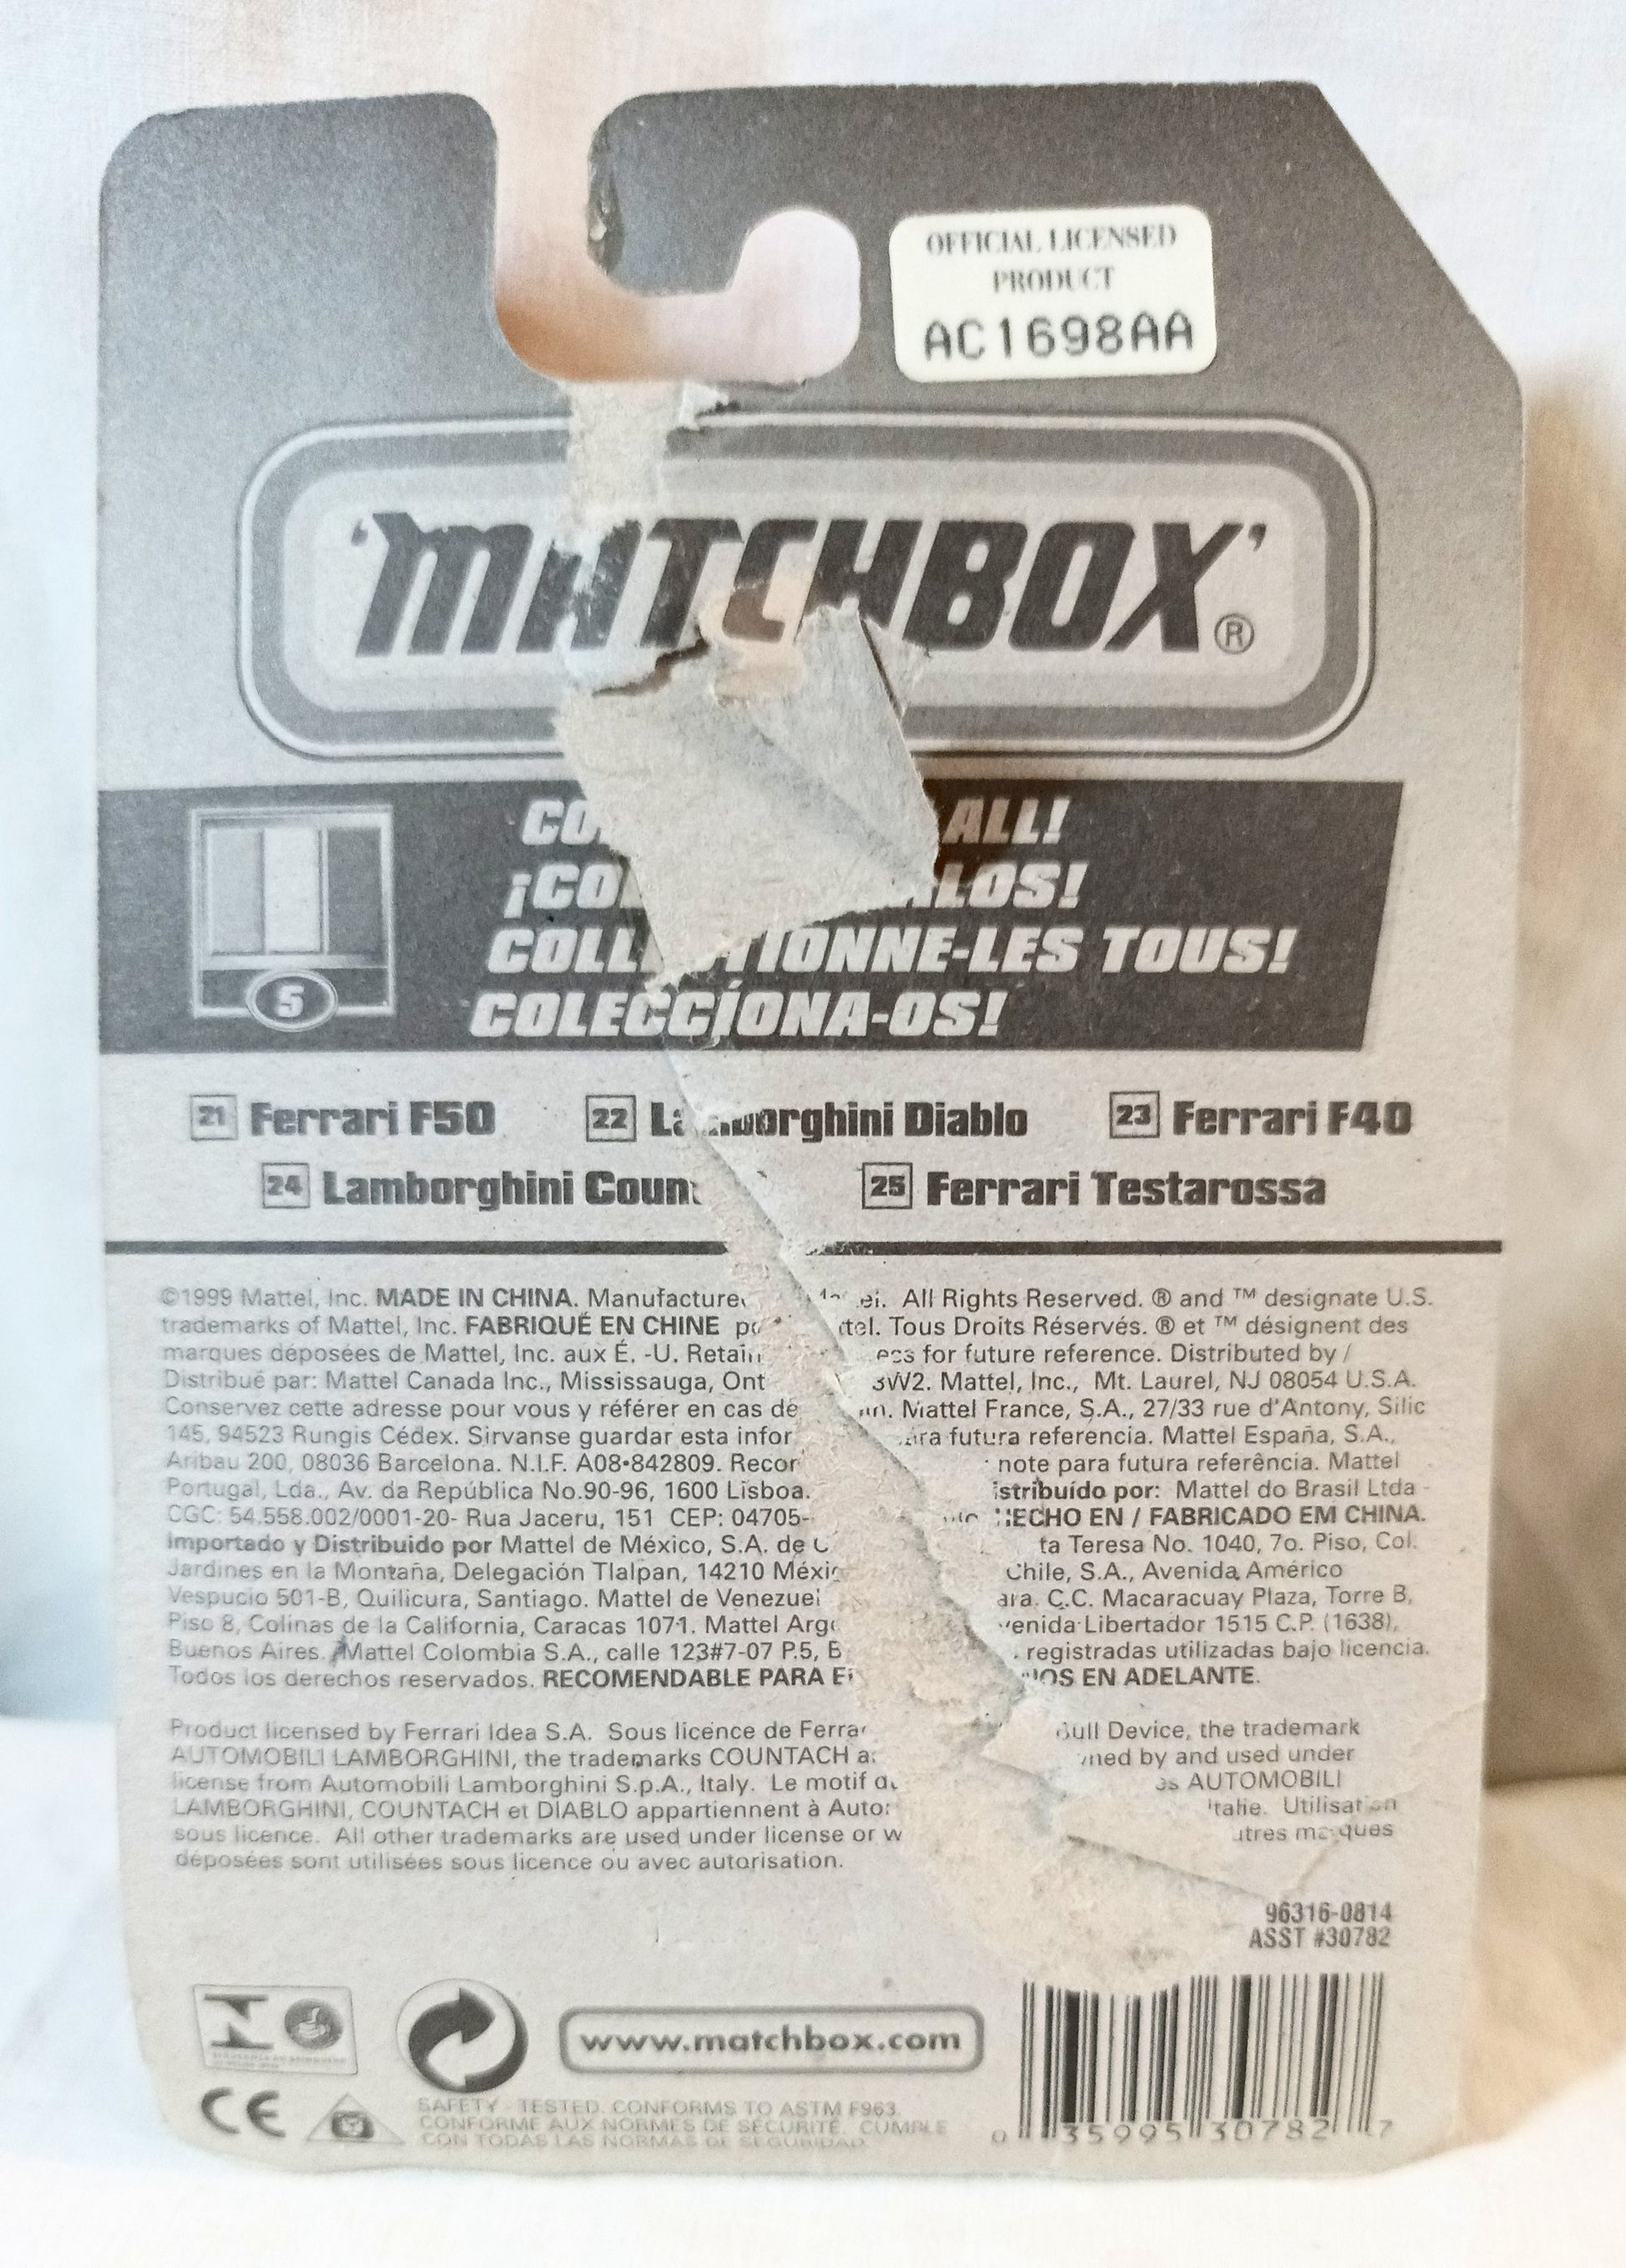 OFFICIAL LICENSED
PRODUCT
AC1698AA
'MATCHBOX'®
ALL!
LOS!
TOUS!
COLECCÍONA-OS!
5
21 Ferrari F50 22 Lamborghini Diablo 23 Ferrari F40
24 Lamborghini 25 Ferrari Testarossa
©1999 Mattel, Inc. MADE IN CHINA. All Rights Reserved. ® and ™ designate U.S.
trademarks of Mattel, Inc. FABRIQUÉ EN CHINE Tous Droits Réservés. ® et ™ désignent des
marques déposées de Mattel, Inc. aux É. -U. for future reference. Distributed by /
Distribué par: Mattel Canada Inc., Mississauga, Ont 3W2. Mattel, Inc., Mt. Laurel, NJ 08054 U.S.A.
Conservez cette adresse pour vous y référer en cas de Mattel France, S.A., 27/33 rue d'Antony, Silic
145, 94523 Rungis Cédex. Sirvanse guardar esta futura referencia. Mattel España, S.A.,
Aribau 200, 08036 Barcelona. N.I.F. A08•842809. note para futura referência. Mattel
Portugal, Lda., Av. da República No.90-96, 1600 Lisboa. por: Mattel do Brasil Ltda -
CGC: 54.558.002/0001-20- Rua Jaceru, 151 CEP: 04705- EN / FABRICADO EM CHINA.
Importado y Distribuido por Mattel de México, S.A. de Teresa No. 1040, 7o. Piso, Col.
Jardines en la Montaña, Delegación Tlalpan, 14210 Chile, S.A., Avenida Américo
Vespucio 501-B, Quilicura, Santiago. Mattel de C.C. Macaracuay Plaza, Torre B,
Piso 8, Colinas de la California, Caracas 1071. Mattel Libertador 1515 C.P. (1638),
Buenos Aires. Mattel Colombia S.A., calle 123#7-07 P.5, registradas utilizadas bajo licencia.
Todos los derechos reservados. RECOMENDABLE PARA EN ADELANTE.
Product licensed by Ferrari Idea S.A. Sous licence de Device, the trademark
AUTOMOBILI LAMBORGHINI, the trademarks COUNTACH by and used under
license from Automobili Lamborghini S.p.A., Italy. Le motif AUTOMOBILI
LAMBORGHINI, COUNTACH et DIABLO appartiennent à Utilisation
sous licence. All other trademarks are used under license or marques
déposées sont utilisées sous licence ou avec autorisation.
96316-0814
ASST #30782
www.matchbox.com
CE
SAFETY - TESTED. CONFORMS TO ASTM F963.
CONFORME AUX NORMES DE SÉCURITÉ. CUMPLE
CON TODAS LAS NORMAS DE SEGURIDAD.
0 35995 30782 7